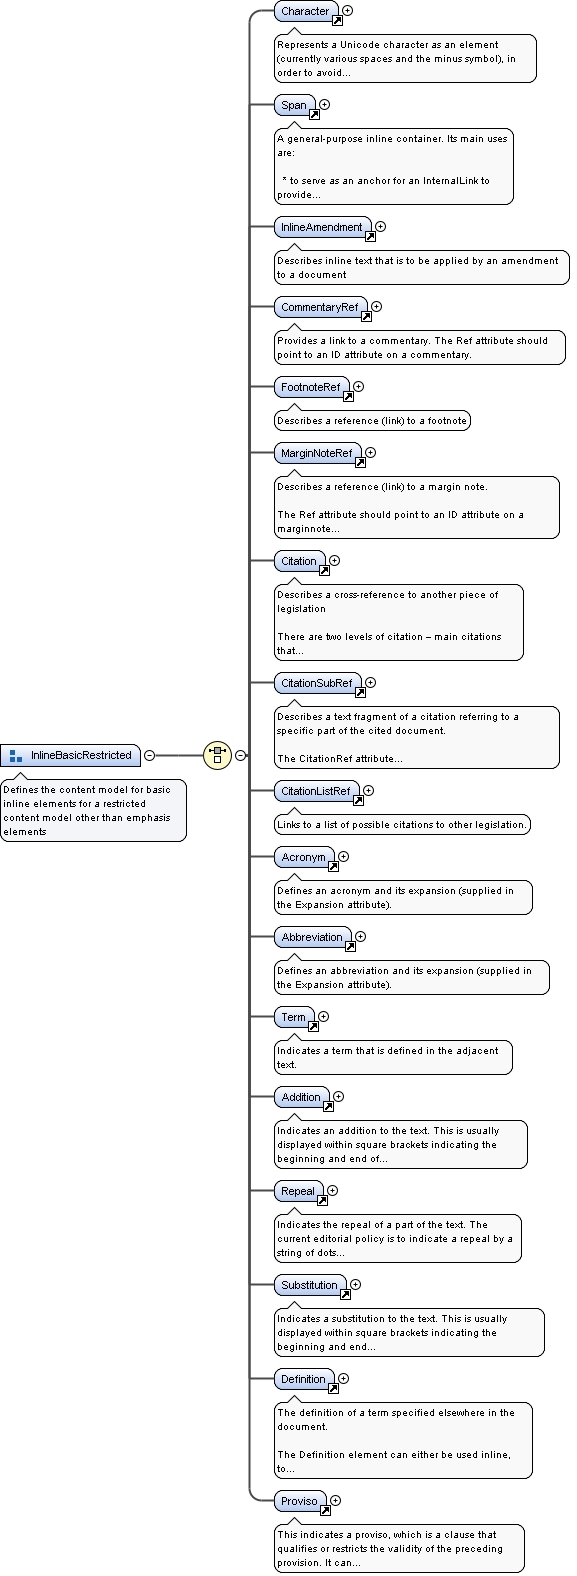 Character
Represents a Unicode character as an element
(currently various spaces and the minus symbol), in
order to avoid...
Span
A general-purpose inline container. Its main uses
are:
* to serve as an anchor for an InternalLink to
provide...
InlineAmendment
Describes inline text that is to be applied by an amendment
to a document
CommentaryRef
Provides a link to a commentary. The Ref attribute should
point to an ID attribute on a commentary.
FootnoteRef
Describes a reference (link) to a footnote
MarginNoteRef
Describes a reference (link) to a margin note.
The Ref attribute should point to an ID attribute on a
marginnote...
Citation
Describes a cross-reference to another piece of
legislation
There are two levels of citation – main citations
that...
CitationSubRef
Describes a text fragment of a citation referring to a
specific part of the cited document.
The CitationRef attribute...
InlineBasicRestricted
Defines the content model for basic
inline elements for a restricted
content model other than emphasis
elements
CitationListRef
Links to a list of possible citations to other legislation.
Acronym
Defines an acronym and its expansion (supplied in
the Expansion attribute).
Abbreviation
Defines an abbreviation and its expansion (supplied in
the Expansion attribute).
Term
Indicates a term that is defined in the adjacent
text.
Addition
Indicates an addition to the text. This is usually
displayed within square brackets indicating the
beginning and end of...
Repeal
Indicates the repeal of a part of the text. The
current editorial policy is to indicate a repeal by a
string of dots...
Substitution
Indicates a substitution to the text. This is usually
displayed within square brackets indicating the
beginning and end...
Definition
The definition of a term specified elsewhere in the
document.
The Definition element can either be used inline,
to...
Proviso
This indicates a proviso, which is a clause that
qualifies or restricts the validity of the preceding
provision. It can...